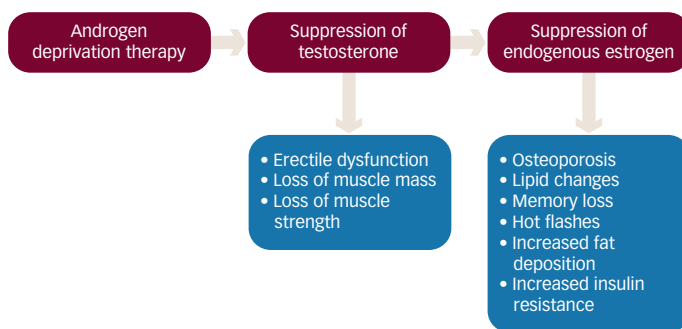 Androgen
deprivation therapy
Suppression of
testosterone
Suppression of
endogenous estrogen
• Erectile dysfunction
• Loss of muscle mass
• Loss of muscle
strength
• Osteoporosis
• Lipid changes
• Memory loss
• Hot flashes
• Increased fat
deposition
• Increased insulin
resistance